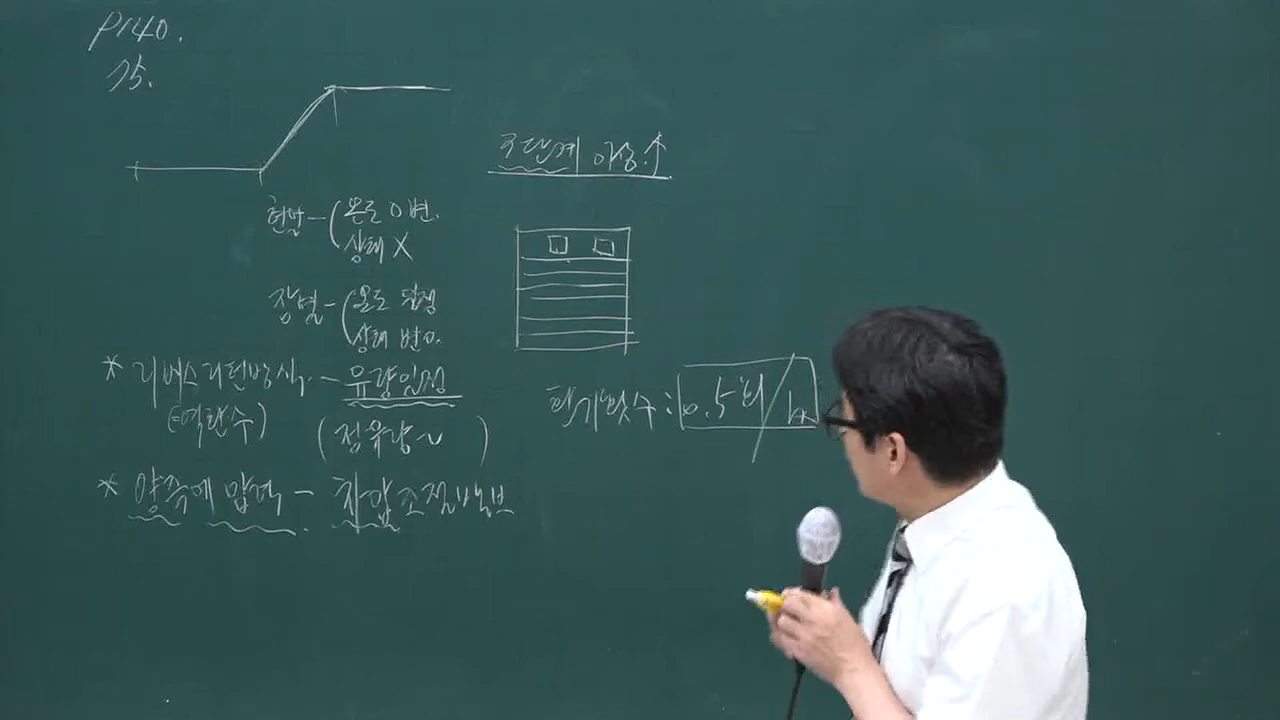 P140.
75.
3단계 이상↑
현열-(온도 O 변.
상태 X
잠열-(온도 일정
상태 변O.
* 리버스리턴방식 - 유량일정
(=역환수) (정유량~)
환기횟수: 0.5회/h
* 양쪽에 압력 - 차압조절밸브